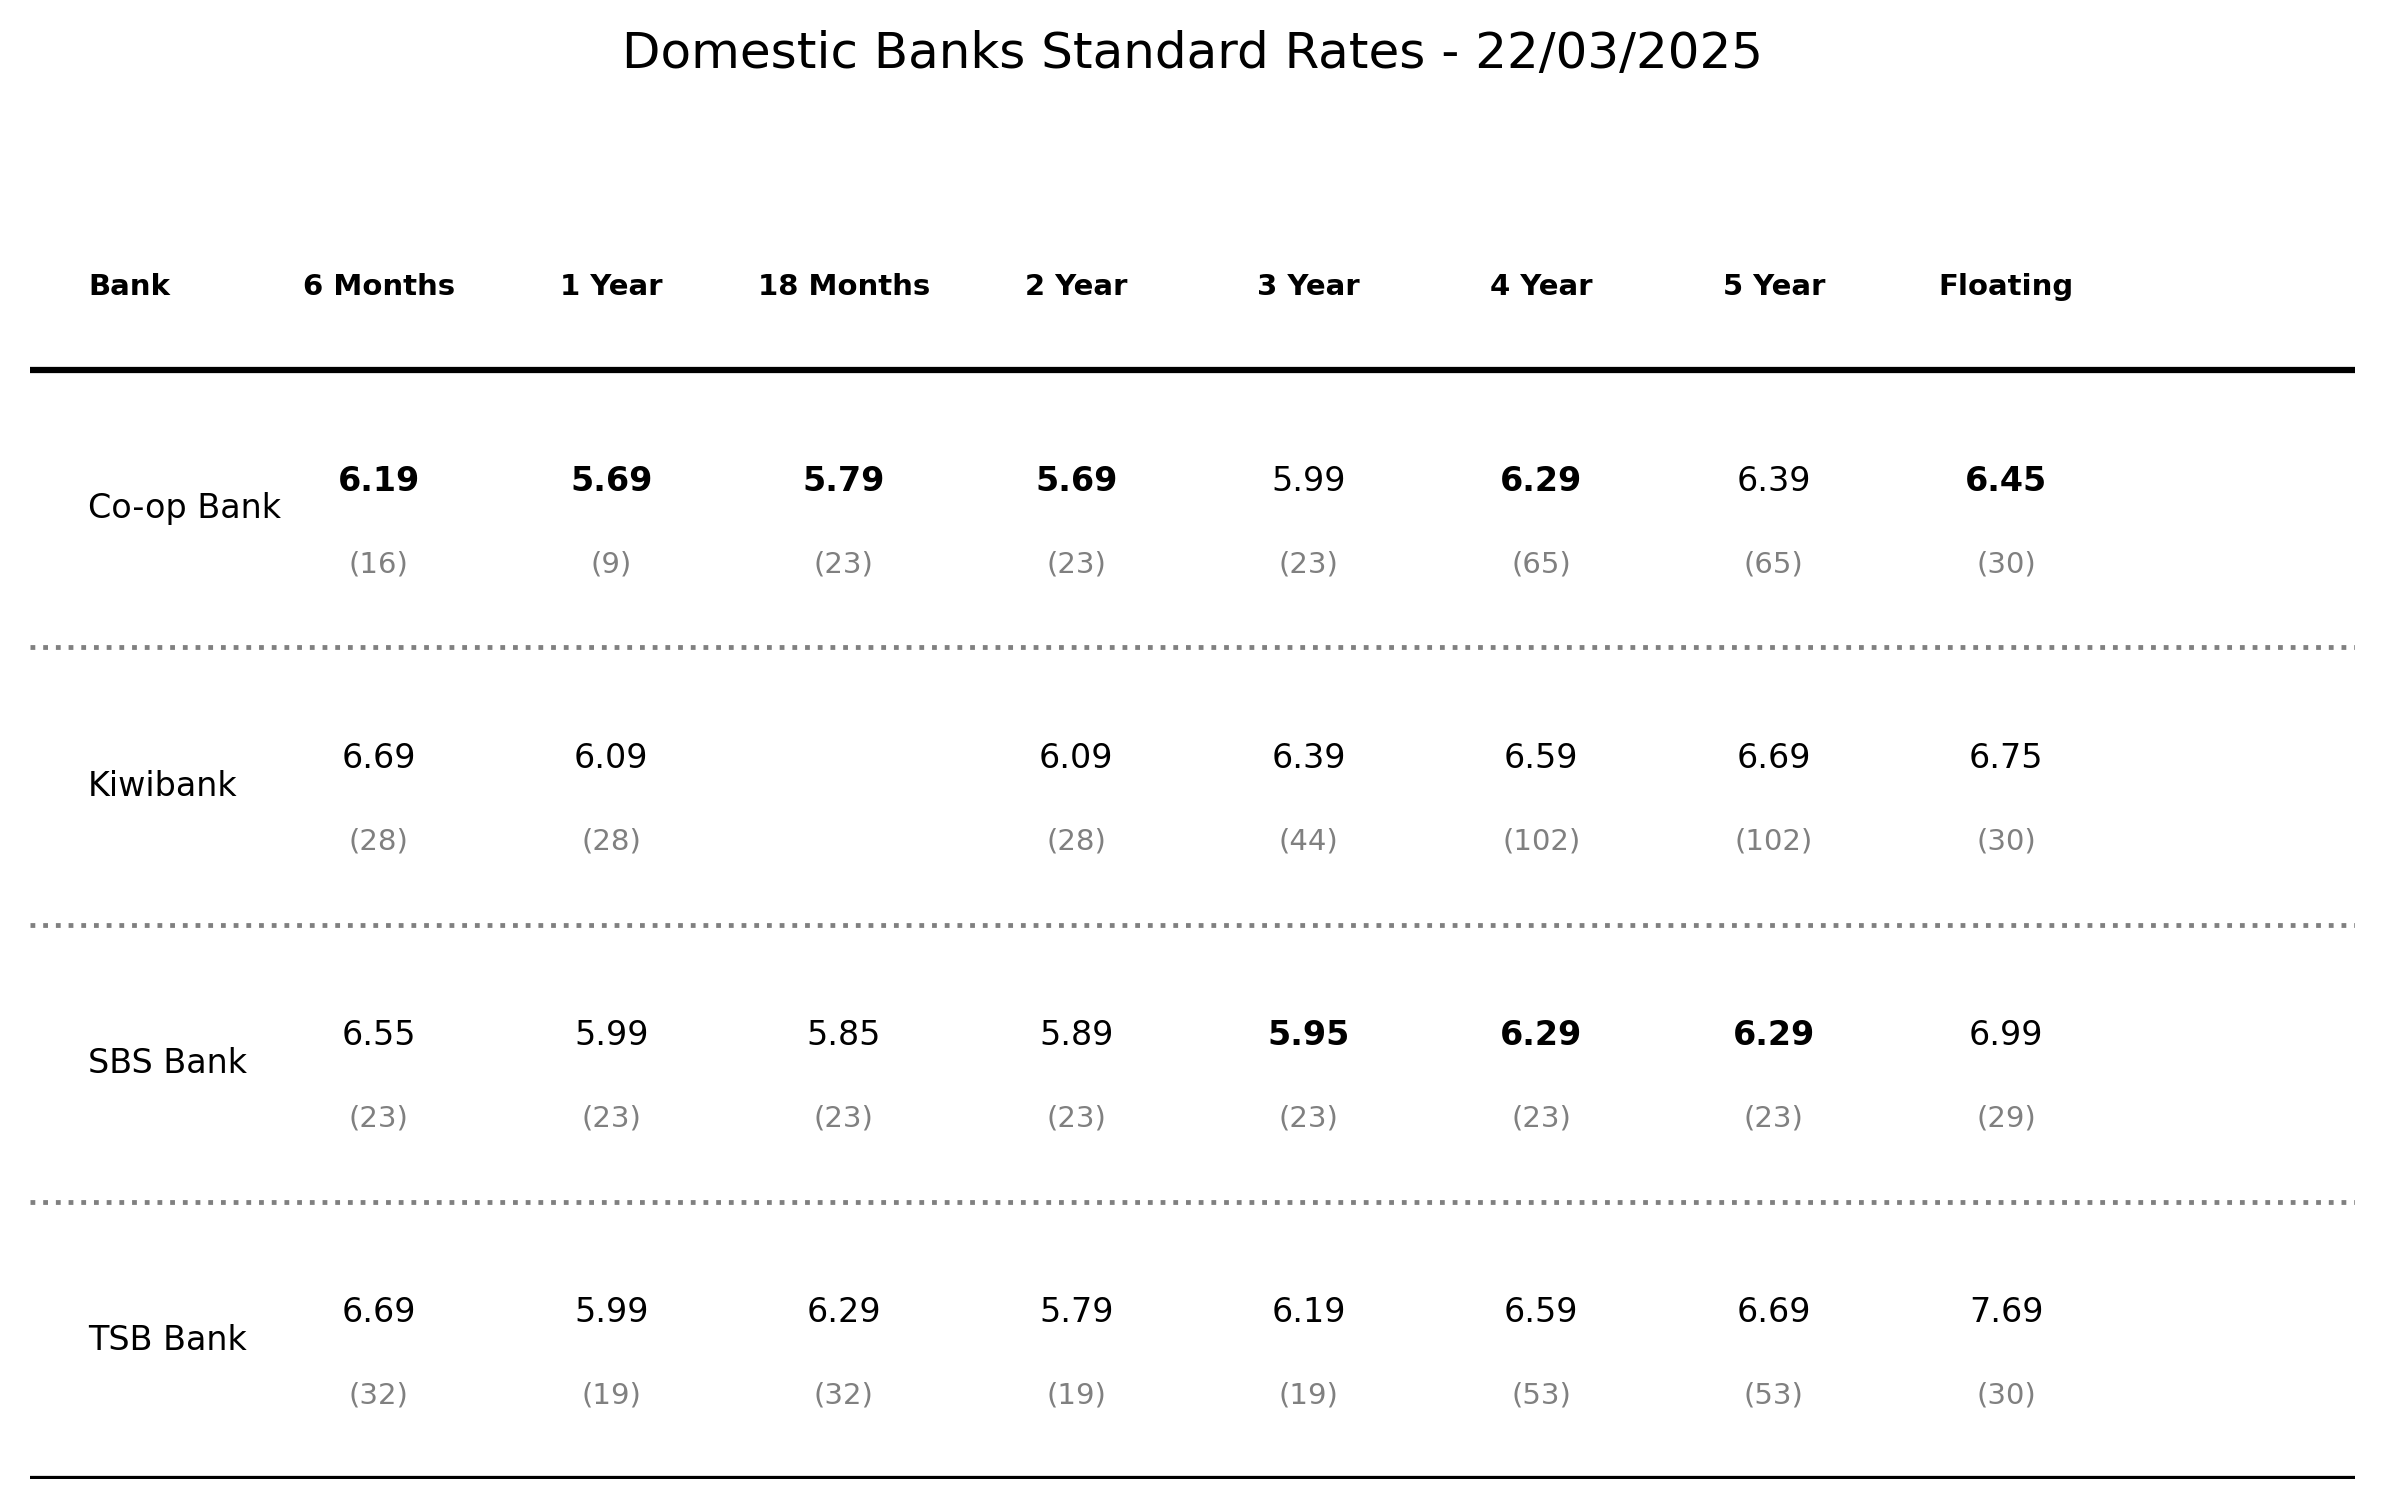 Domestic Banks Standard Rates - 22/03/2025
Bank 6 Months 1 Year 18 Months 2 Year 3 Year 4 Year 5 Year Floating
Co-op Bank 6.19 5.69 5.79 5.69 5.99 6.29 6.39 6.45
(16) (9) (23) (23) (23) (65) (65) (30)
Kiwibank 6.69 6.09 6.09 6.39 6.59 6.69 6.75
(28) (28) (28) (44) (102) (102) (30)
SBS Bank 6.55 5.99 5.85 5.89 5.95 6.29 6.29 6.99
(23) (23) (23) (23) (23) (23) (23) (29)
TSB Bank 6.69 5.99 6.29 5.79 6.19 6.59 6.69 7.69
(32) (19) (32) (19) (19) (53) (53) (30)